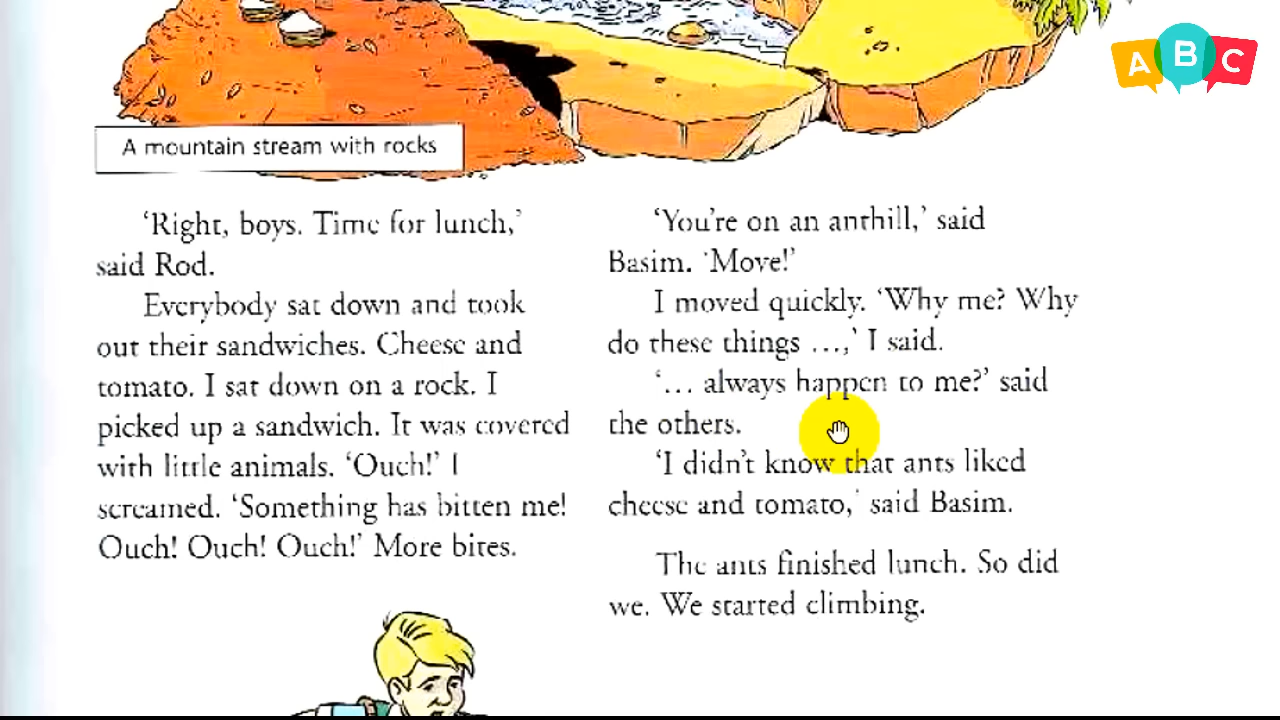 ABC
A mountain stream with rocks
‘Right, boys. Time for lunch,’
said Rod.
Everybody sat down and took
out their sandwiches. Cheese and
tomato. I sat down on a rock. I
picked up a sandwich. It was covered
with little animals. ‘Ouch!’ I
screamed. ‘Something has bitten me!
Ouch! Ouch! Ouch!’ More bites.
‘You’re on an anthill,’ said
Basim. ‘Move!’
I moved quickly. ‘Why me? Why
do these things ...,’ I said.
‘... always happen to me?’ said
the others.
‘I didn’t know that ants liked
cheese and tomato,’ said Basim.
The ants finished lunch. So did
we. We started climbing.